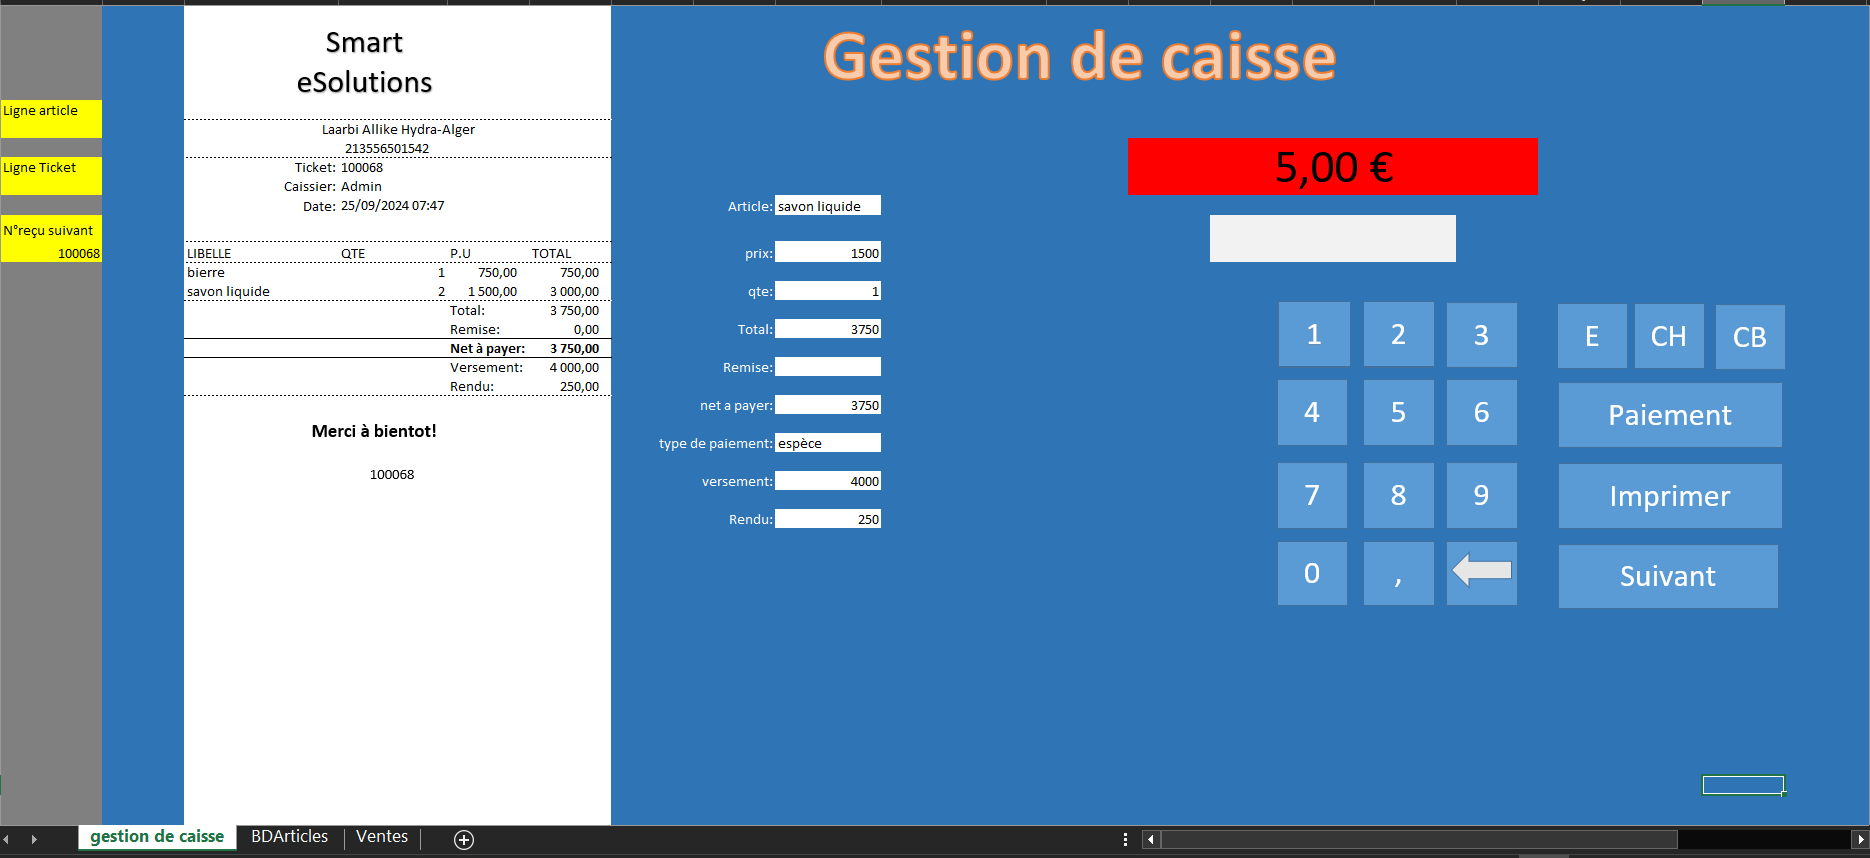 Gestion de caisse
Smart
eSolutions
Ligne article
Laarbi Allike Hydra-Alger
213556501542
Ligne Ticket
Ticket: 100068
Caissier: Admin
Date: 25/09/2024 07:47
N°reçu suivant
100068
LIBELLE QTE P.U TOTAL
bierre 1 750,00 750,00
savon liquide 2 1 500,00 3 000,00
Total: 3 750,00
Remise: 0,00
Net à payer: 3 750,00
Versement: 4 000,00
Rendu: 250,00
Merci à bientot!
100068
5,00 €
Article: savon liquide
prix: 1500
qte: 1
Total: 3750
Remise:
net a payer: 3750
type de paiement: espèce
versement: 4000
Rendu: 250
1 2 3 E CH CB
4 5 6 Paiement
7 8 9 Imprimer
0 , Suivant
gestion de caisse BDArticles Ventes